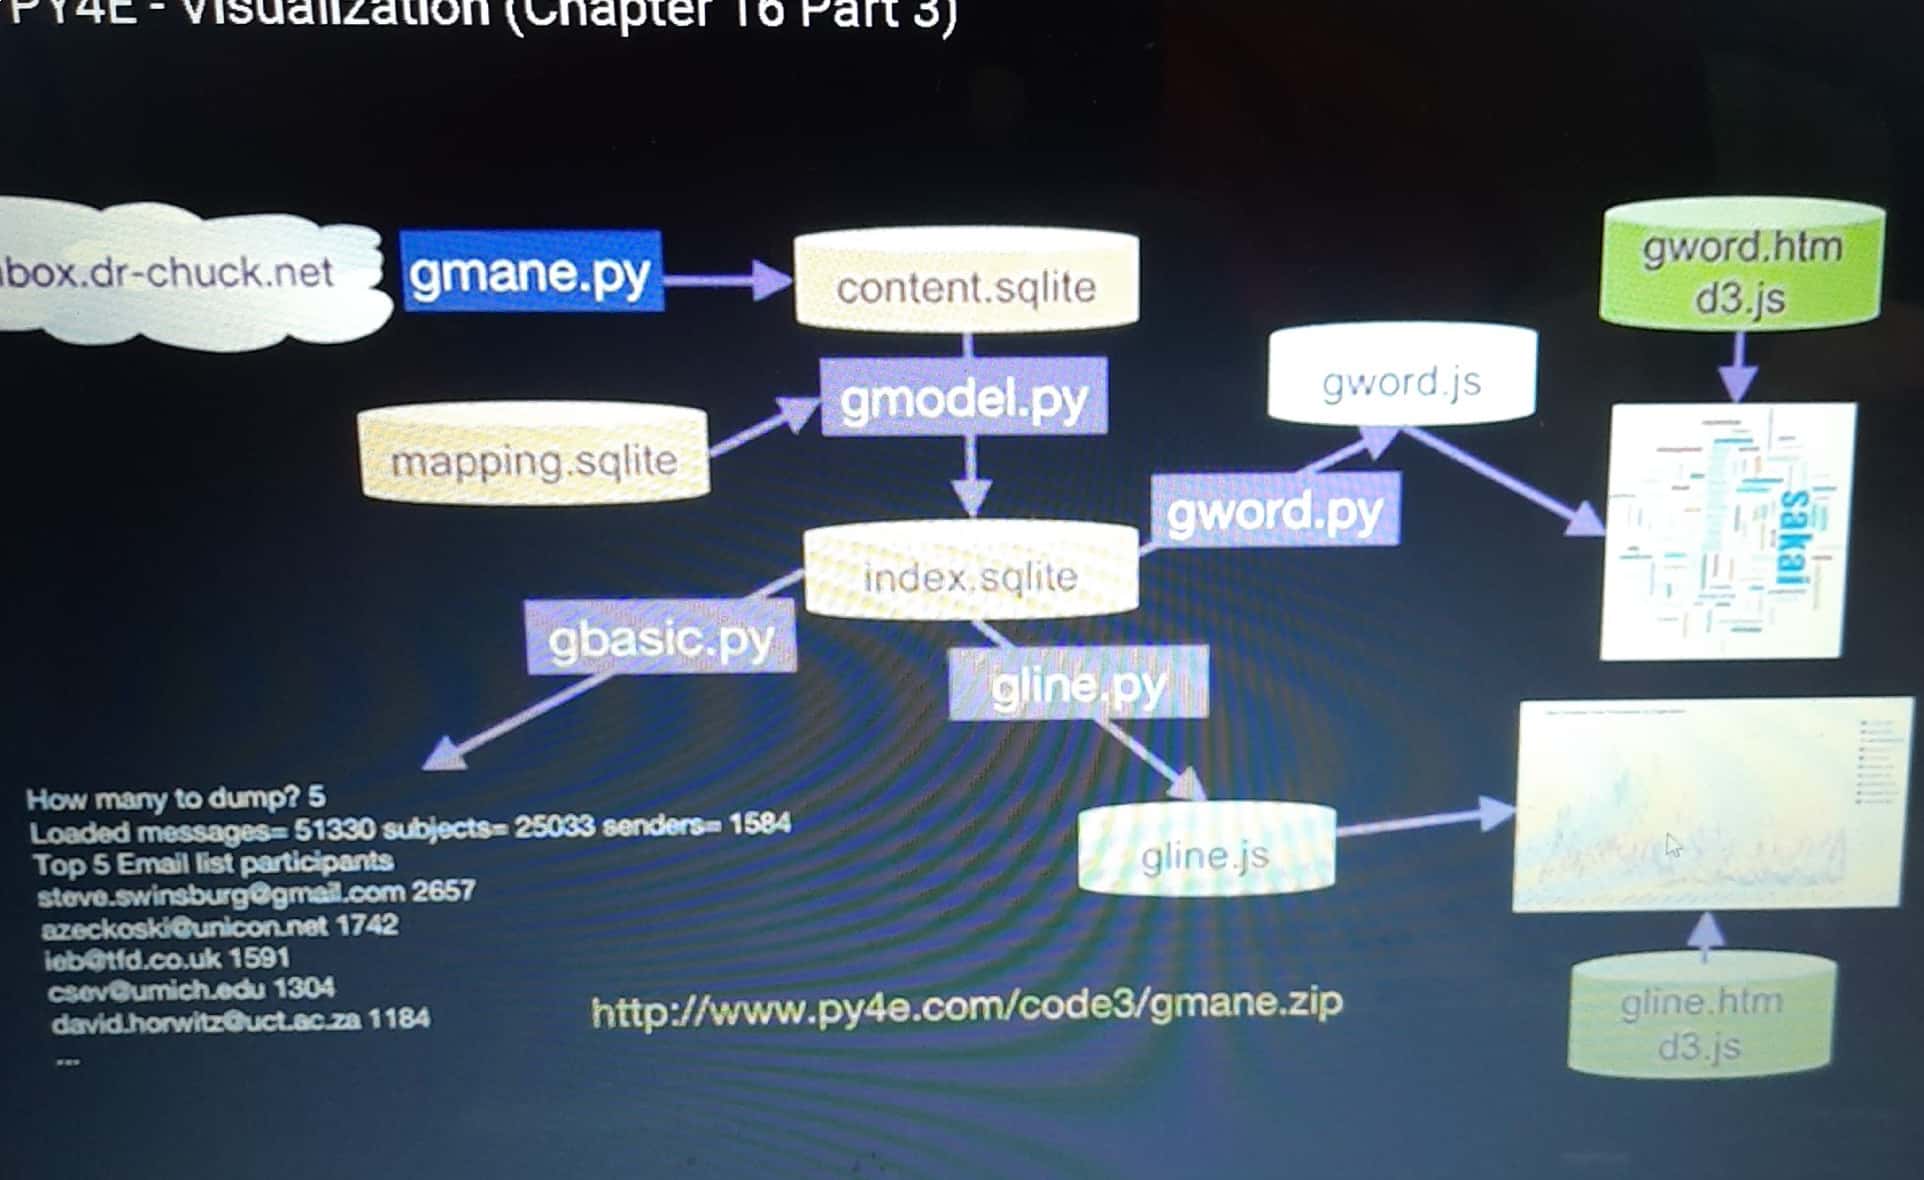 PY4E - Visualization (Chapter 16 Part 3)
box.dr-chuck.net
gmane.py
content.sqlite
gword.htm
d3.js
gmodel.py
gword.js
mapping.sqlite
gword.py
sakai
index.sqlite
gbasic.py
gline.py
How many to dump? 5
Loaded messages= 51330 subjects= 25033 senders= 1584
Top 5 Email list participants
steve.swinsburg@gmail.com 2657
azeckoski@unicon.net 1742
ieb@tfd.co.uk 1591
csev@umich.edu 1304
david.horwitz@uct.ac.za 1184
...
gline.js
http://www.py4e.com/code3/gmane.zip
gline.htm
d3.js